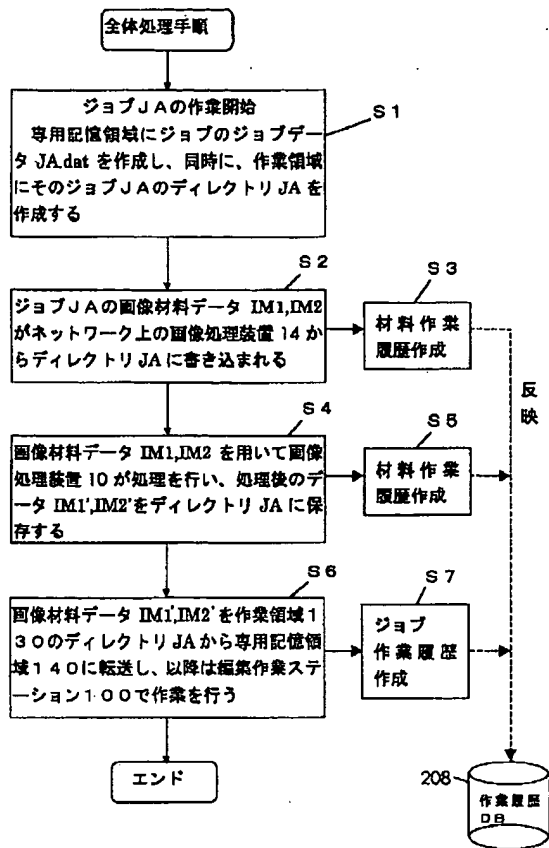 全体処理手順
S1
ジョブJAの作業開始
専用記憶領域にジョブのジョブデー
タ JA.dat を作成し、同時に、作業領域
にそのジョブJAのディレクトリ JA を
作成する
S2
ジョブJAの画像材料データ IM1,IM2
がネットワーク上の画像処理装置14か
らディレクトリJAに書き込まれる
S3
材料作業
履歴作成
反映
S4
画像材料データIM1,IM2 を用いて画像
処理装置10が処理を行い、処理後のデ
ータ IM1',IM2'をディレクトリ JA に保
存する
S5
材料作業
履歴作成
S6
画像材料データ IM1',IM2'を作業領域1
30のディレクトリJAから専用記憶領
域140に転送し、以降は編集作業ステ
ーション100で作業を行う
S7
ジョブ
作業履歴
作成
エンド
208
作業履歴
DB